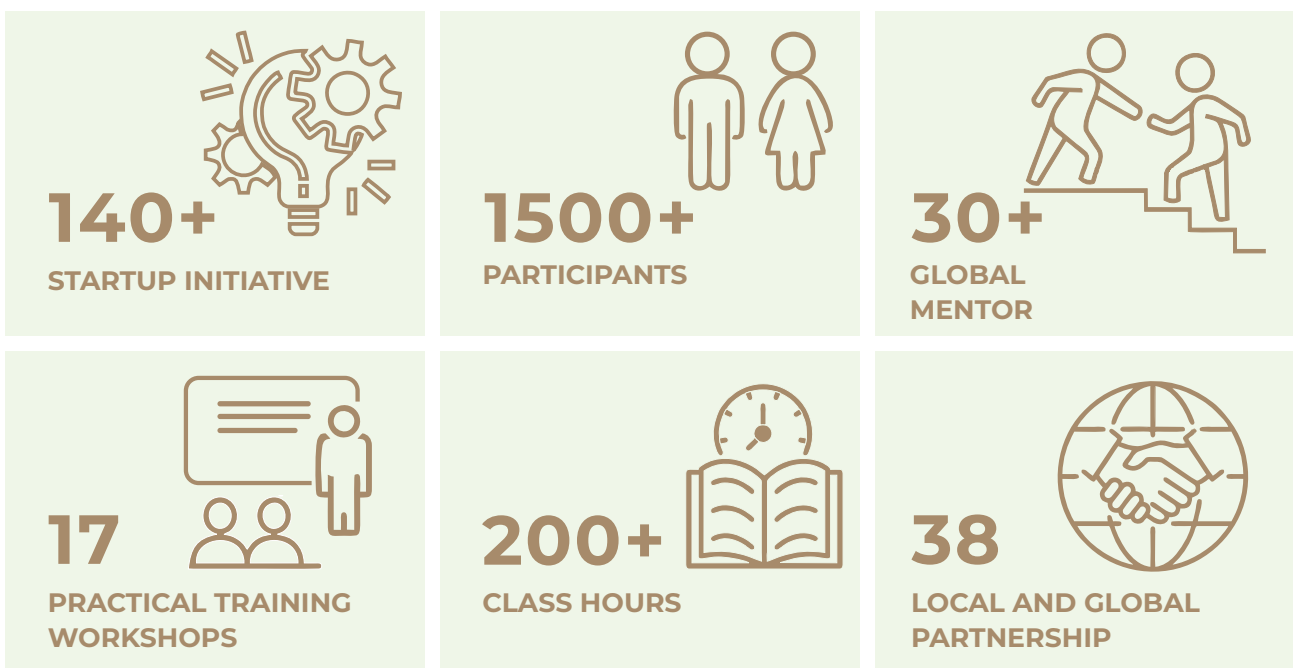 140+
STARTUP INITIATIVE
1500+
PARTICIPANTS
30+
GLOBAL
MENTOR
17
PRACTICAL TRAINING
WORKSHOPS
200+
CLASS HOURS
38
LOCAL AND GLOBAL
PARTNERSHIP